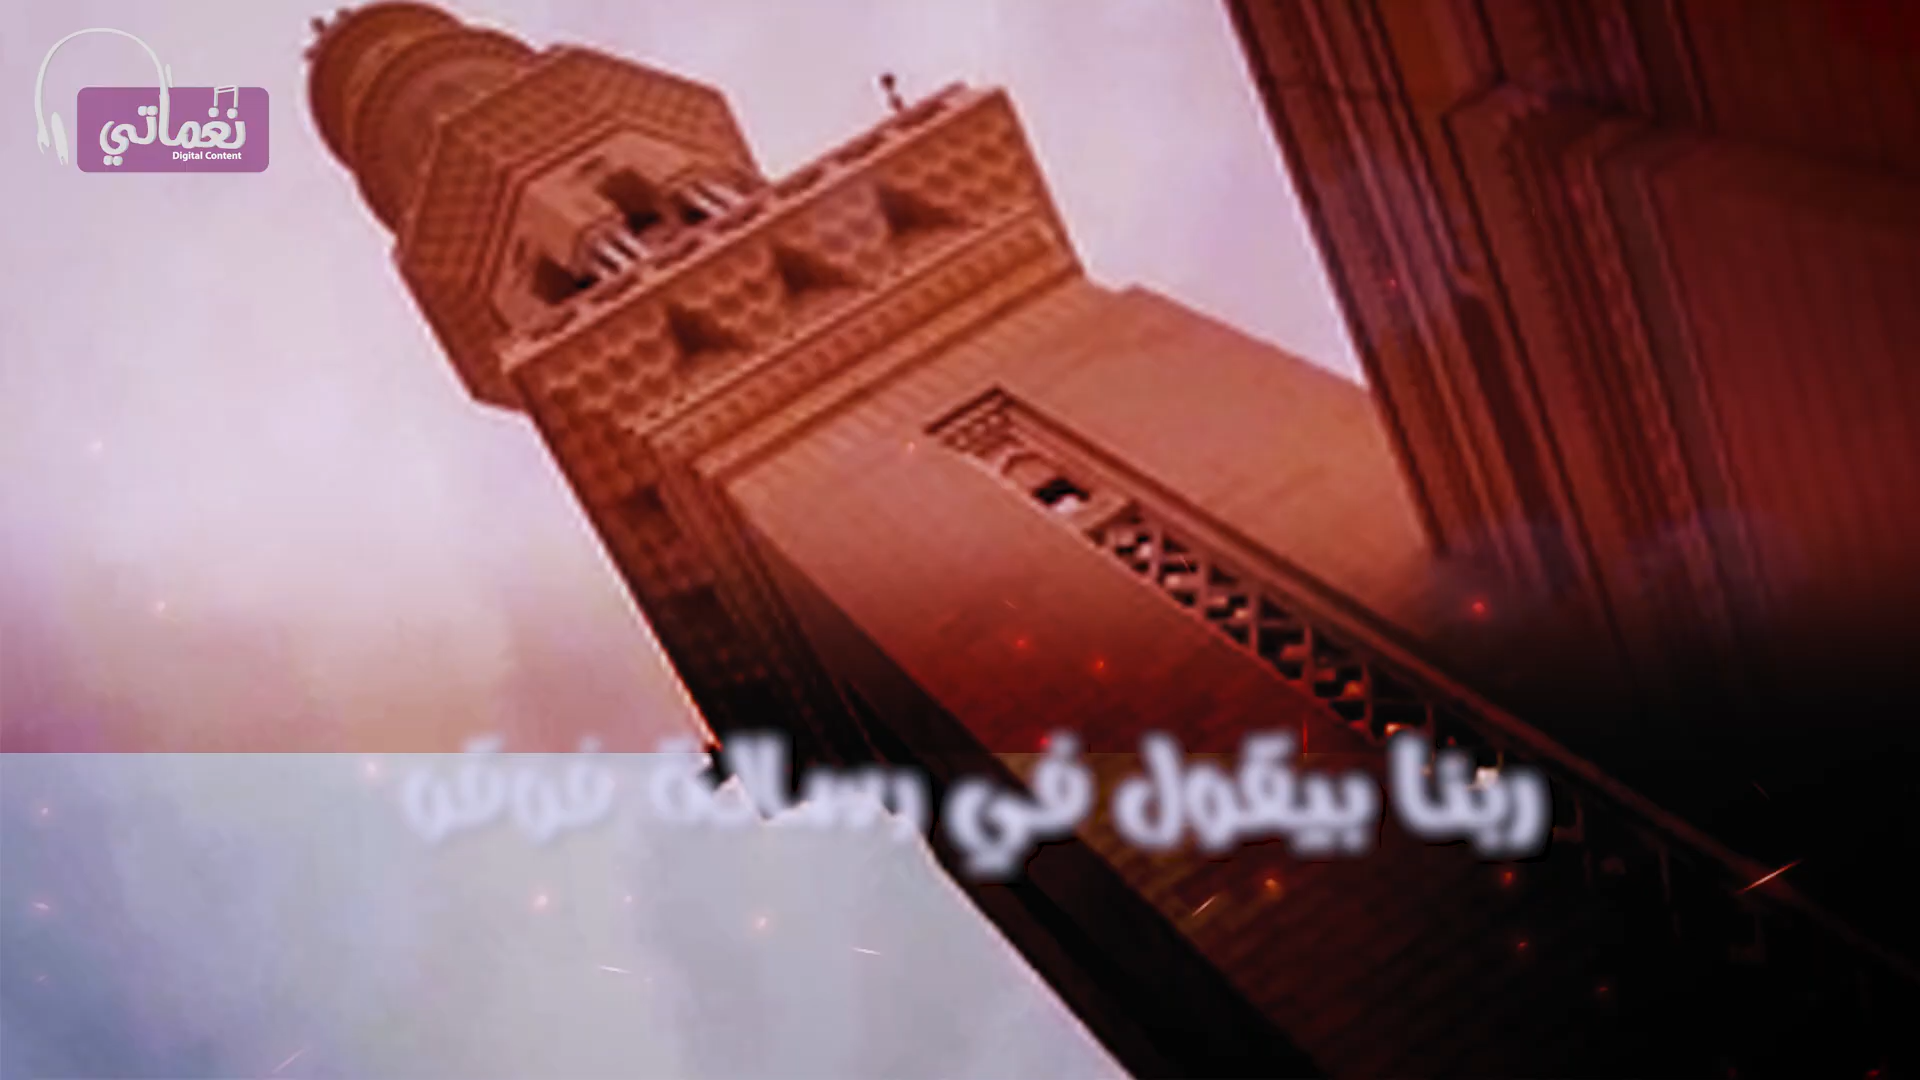 نغماتي
Digital Content
ربنا بيقول في رسالة فوقو